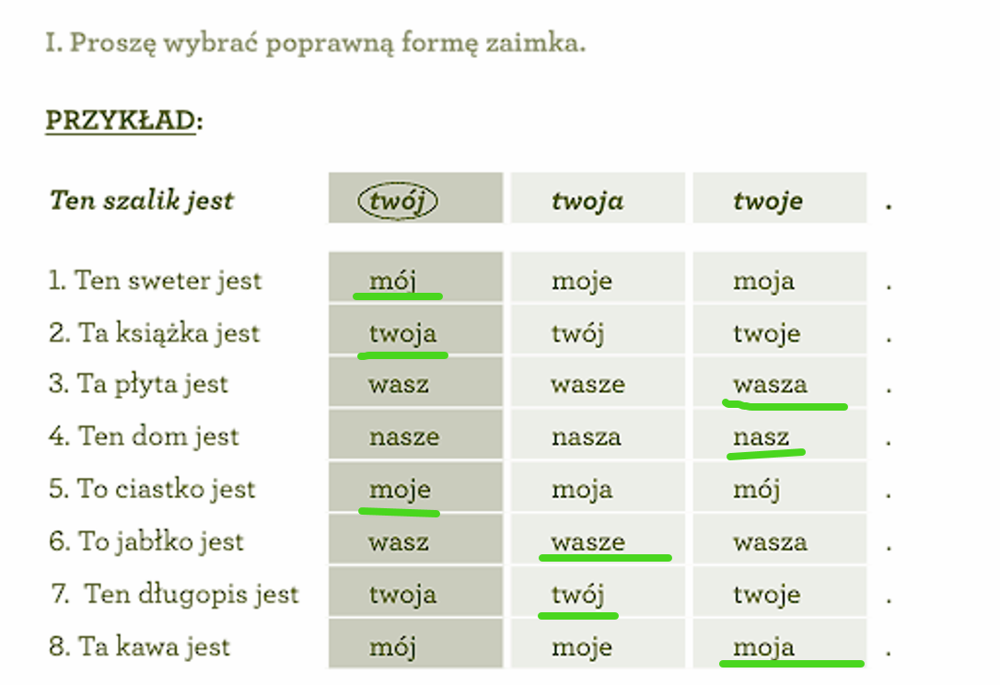 I. Proszę wybrać poprawną formę zaimka.
PRZYKŁAD:
Ten szalik jest twój twoja twoje .
1. Ten sweter jest mój moje moja .
2. Ta książka jest twoja twój twoje .
3. Ta płyta jest wasz wasze wasza .
4. Ten dom jest nasze nasza nasz .
5. To ciastko jest moje moja mój .
6. To jabłko jest wasz wasze wasza .
7. Ten długopis jest twoja twój twoje .
8. Ta kawa jest mój moje moja .